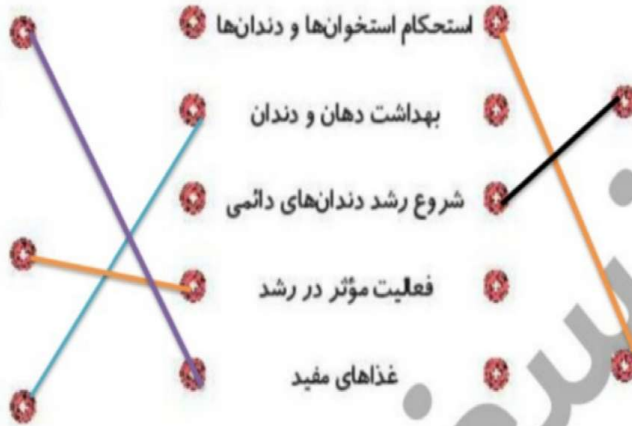 استحکام استخوان‌ها و دندان‌ها
بهداشت دهان و دندان
شروع رشد دندان‌های دائمی
فعالیت مؤثر در رشد
غذاهای مفید